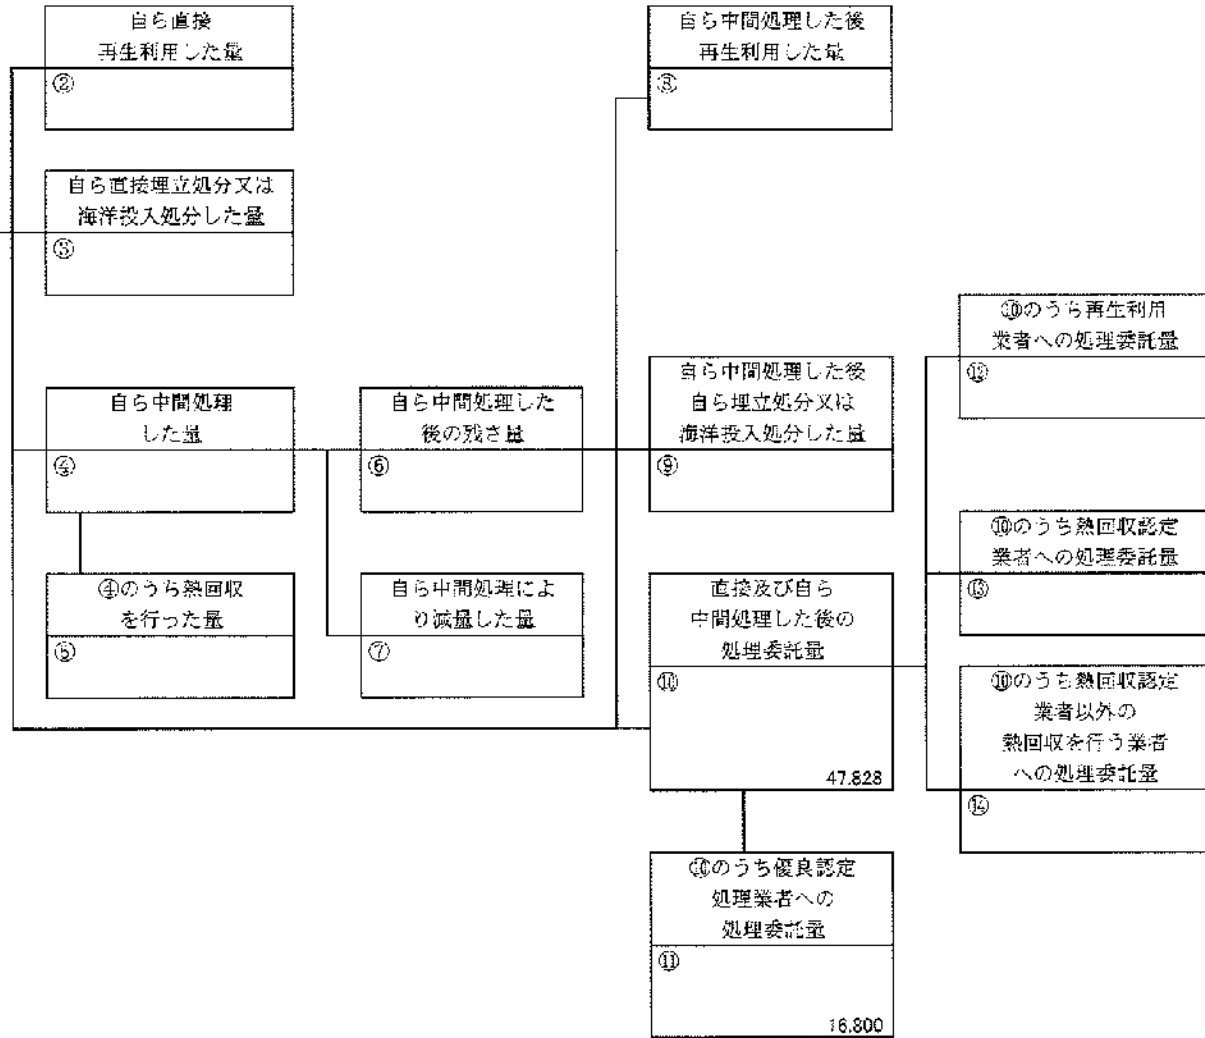 自ら直接
再生利用した量
②
自ら中間処理した後
再生利用した量
⑧
自ら直接埋立処分又は
海洋投入処分した量
③
⑩のうち再生利用
業者への処理委託量
⑫
自ら中間処理
した量
④
自ら中間処理した
後の残さ量
⑥
自ら中間処理した後
自ら埋立処分又は
海洋投入処分した量
⑨
⑩のうち熱回収認定
業者への処理委託量
⑬
④のうち熱回収
を行った量
⑤
自ら中間処理によ
り減量した量
⑦
直接及び自ら
中間処理した後の
処理委託量
⑩
47.828
⑩のうち熱回収認定
業者以外の
熱回収を行う業者
への処理委託量
⑭
⑩のうち優良認定
処理業者への
処理委託量
⑪
16.800